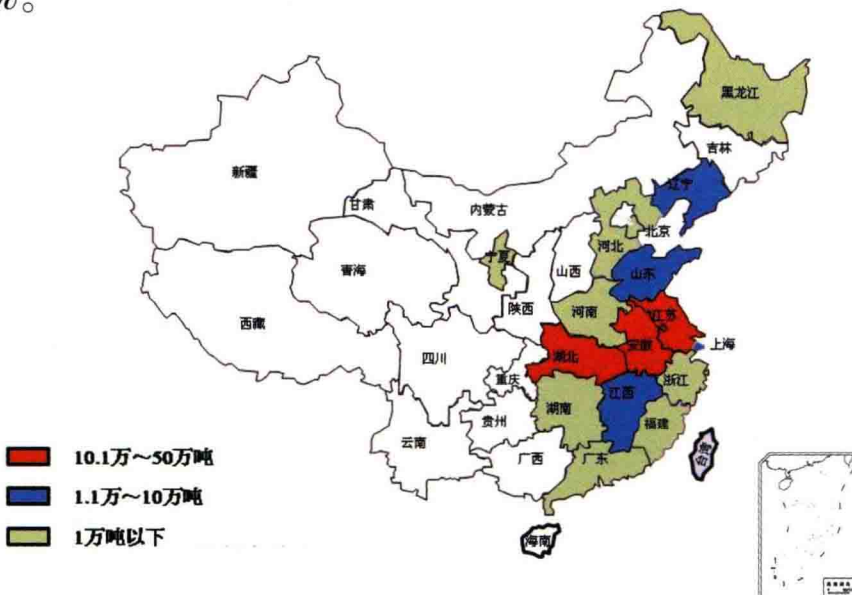 %。
黑龙江
吉林
辽宁
新疆
甘肃
内蒙古
北京
河北
宁夏
山西
山东
青海
陕西
河南
江苏
西藏
上海
安徽
四川
湖北
重庆
浙江
江西
湖南
福建
贵州
云南
广西
广东
台湾
海南
10.1万～50万吨
1.1万～10万吨
1万吨以下